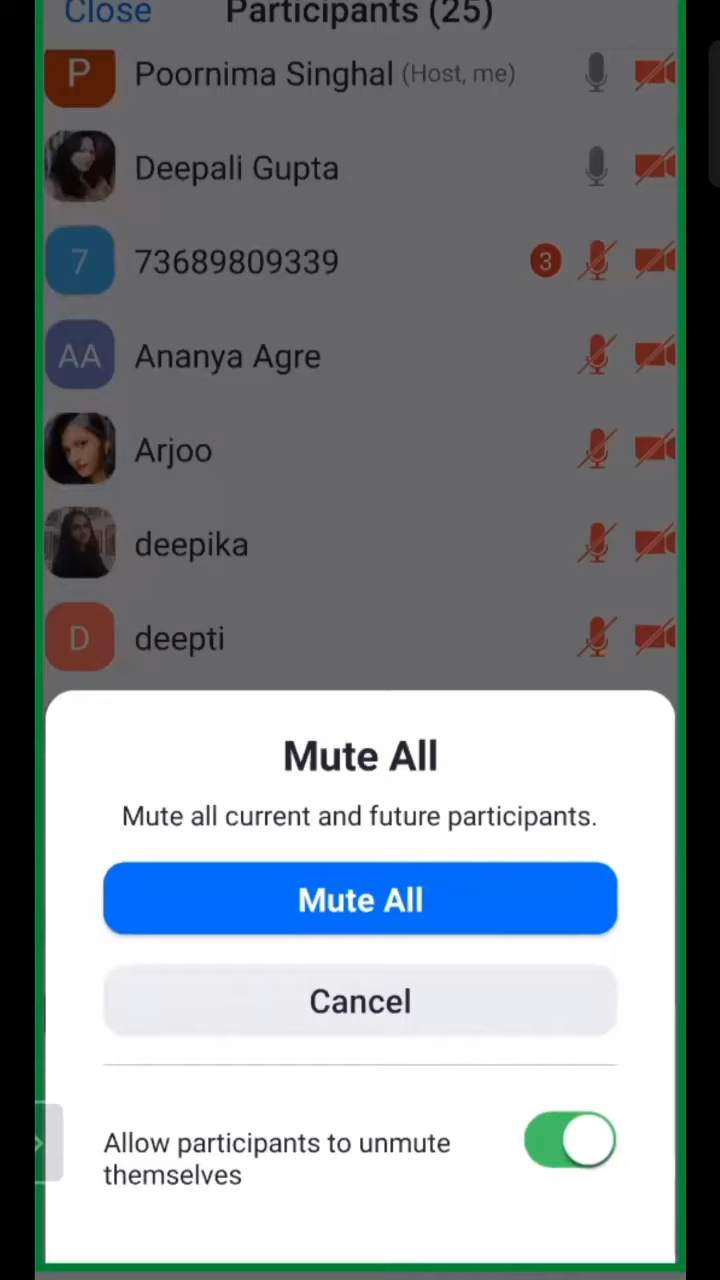 Close Participants (25)
P Poornima Singhal (Host, me)
Deepali Gupta
7 73689809339 3
AA Ananya Agre
Arjoo
deepika
D deepti
Mute All
Mute all current and future participants.
Mute All
Cancel
Allow participants to unmute
themselves